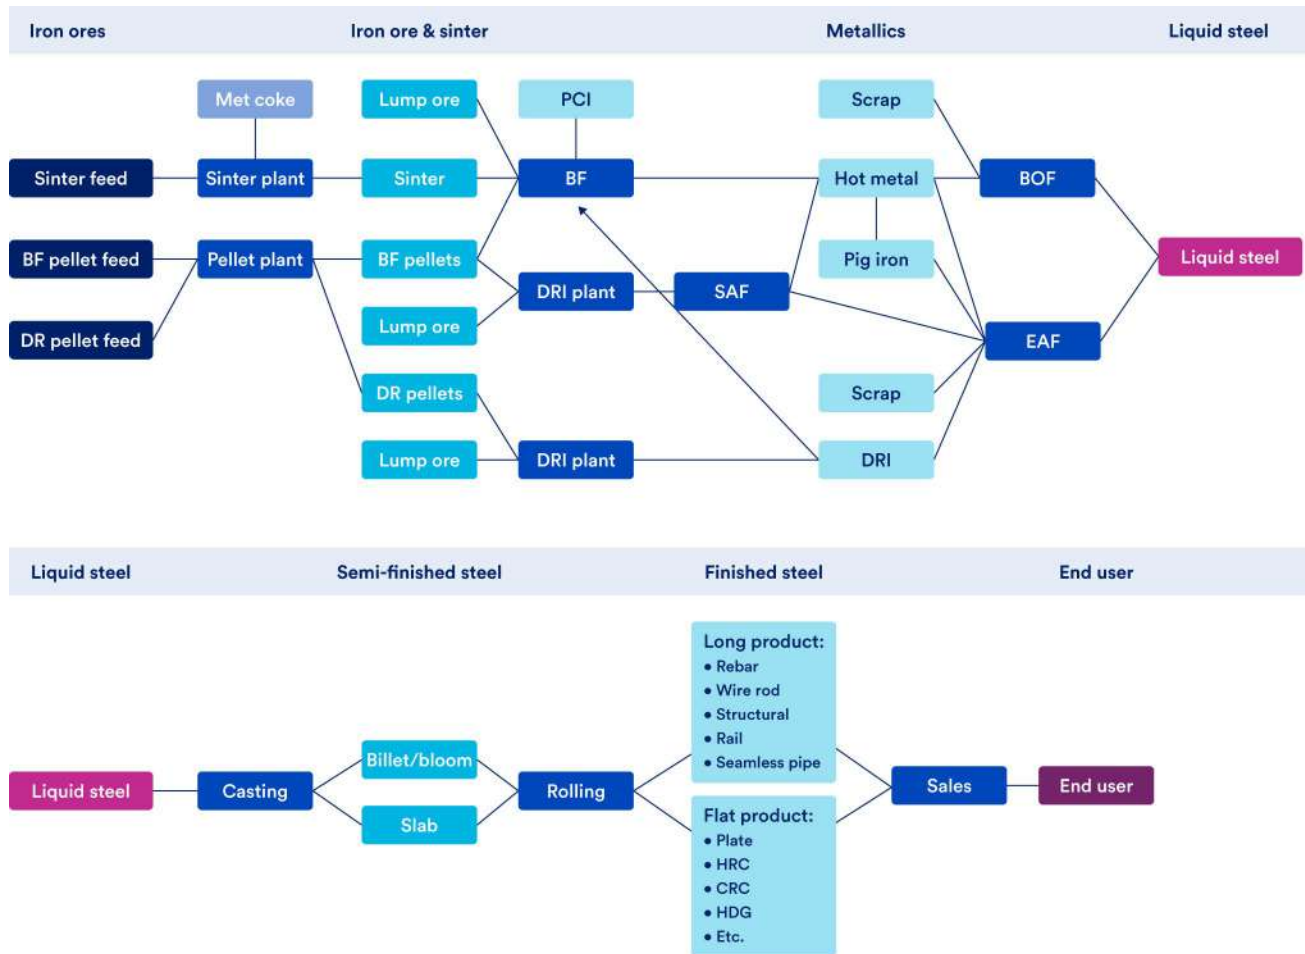 Iron ores
Iron ore & sinter
Metallics
Liquid steel
Met coke
Lump ore
PCI
Scrap
Sinter feed
Sinter plant
Sinter
BF
Hot metal
BOF
BF pellet feed
Pellet plant
BF pellets
Pig iron
Liquid steel
DRI plant
SAF
Lump ore
DR pellet feed
EAF
DR pellets
Scrap
Lump ore
DRI plant
DRI
Liquid steel
Semi-finished steel
Finished steel
End user
Long product:
• Rebar
• Wire rod
• Structural
• Rail
• Seamless pipe
Billet/bloom
Liquid steel
Casting
Rolling
Sales
End user
Slab
Flat product:
• Plate
• HRC
• CRC
• HDG
• Etc.